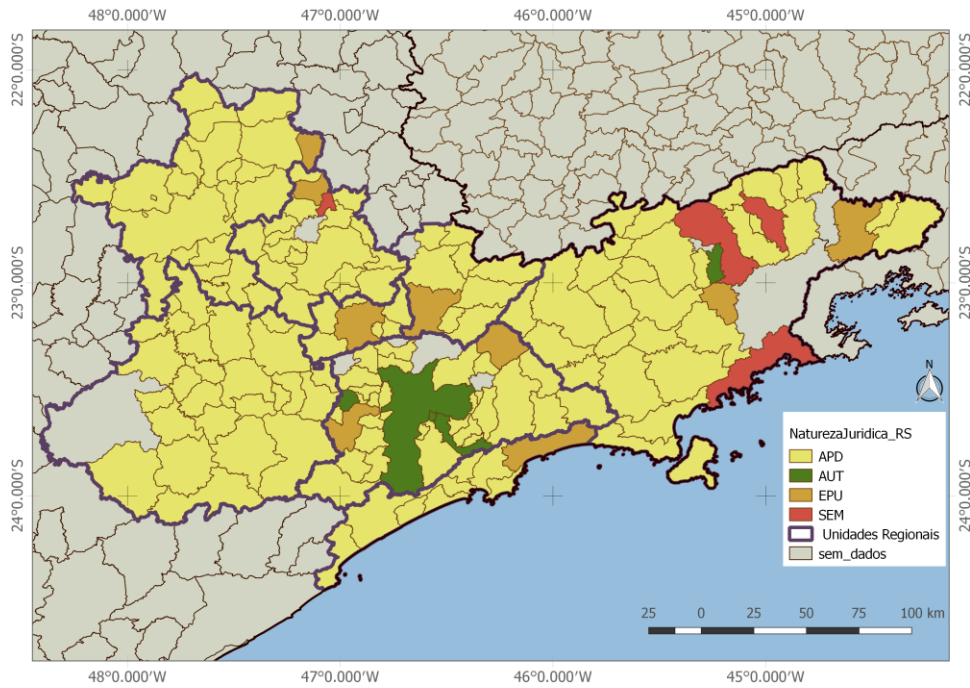 48°0.000'W 47°0.000'W 46°0.000'W 45°0.000'W
22°0.000'S 22°0.000'S
23°0.000'S 23°0.000'S
24°0.000'S 24°0.000'S
N
NaturezaJuridica_RS
APD
AUT
EPU
SEM
Unidades Regionais
sem_dados
25 0 25 50 75 100 km
48°0.000'W 47°0.000'W 46°0.000'W 45°0.000'W